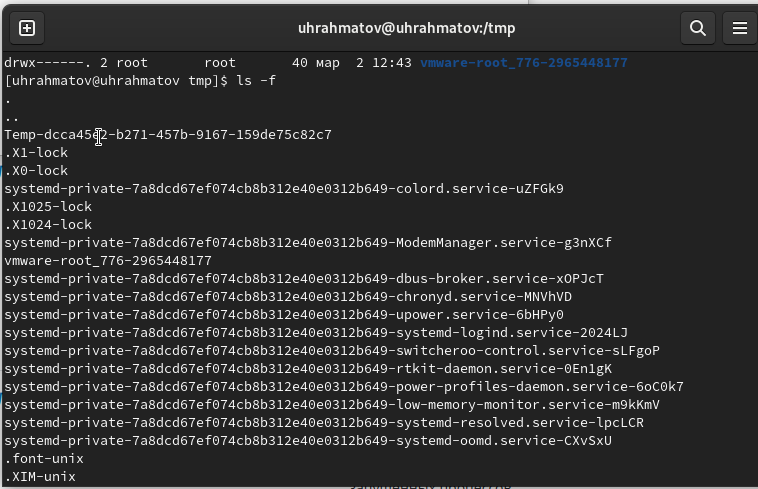 uhrahmatov@uhrahmatov:/tmp
drwx------. 2 root       root       40 мар  2 12:43 vmware-root_776-2965448177
[uhrahmatov@uhrahmatov tmp]$ ls -f
.
..
Temp-dcca45e2-b271-457b-9167-159de75c82c7
.X1-lock
.X0-lock
systemd-private-7a8dcd67ef074cb8b312e40e0312b649-colord.service-uZFGk9
.X1025-lock
.X1024-lock
systemd-private-7a8dcd67ef074cb8b312e40e0312b649-ModemManager.service-g3nXCf
vmware-root_776-2965448177
systemd-private-7a8dcd67ef074cb8b312e40e0312b649-dbus-broker.service-xOPJcT
systemd-private-7a8dcd67ef074cb8b312e40e0312b649-chronyd.service-MNVhVD
systemd-private-7a8dcd67ef074cb8b312e40e0312b649-upower.service-6bHPy0
systemd-private-7a8dcd67ef074cb8b312e40e0312b649-systemd-logind.service-2024LJ
systemd-private-7a8dcd67ef074cb8b312e40e0312b649-switcheroo-control.service-sLFgoP
systemd-private-7a8dcd67ef074cb8b312e40e0312b649-rtkit-daemon.service-0En1gK
systemd-private-7a8dcd67ef074cb8b312e40e0312b649-power-profiles-daemon.service-6oC0k7
systemd-private-7a8dcd67ef074cb8b312e40e0312b649-low-memory-monitor.service-m9kKmV
systemd-private-7a8dcd67ef074cb8b312e40e0312b649-systemd-resolved.service-lpcLCR
systemd-private-7a8dcd67ef074cb8b312e40e0312b649-systemd-oomd.service-CXvSxU
.font-unix
.XIM-unix